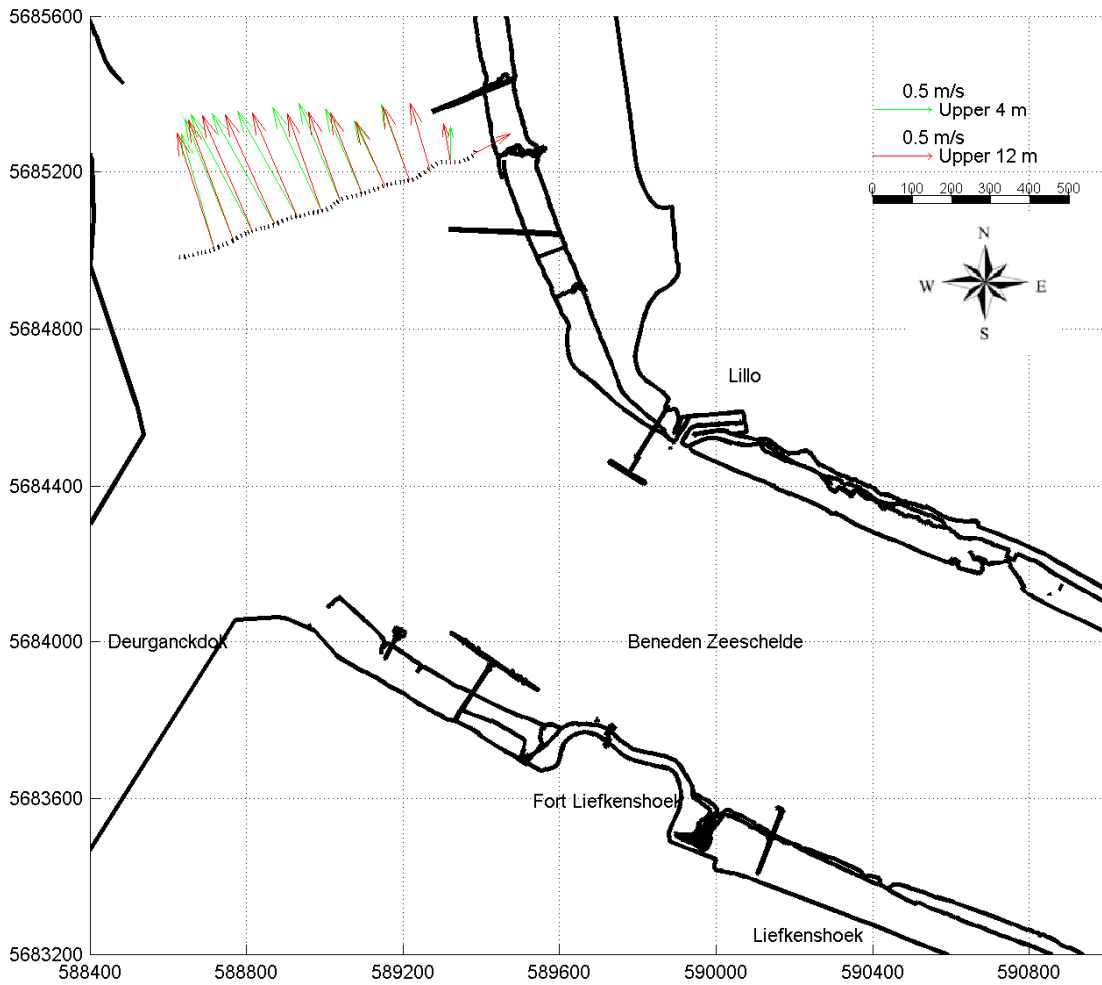 5685600
0.5 m/s
Upper 4 m
0.5 m/s
Upper 12 m
5685200
0 100 200 300 400 500
N
W E
S
5684800
Lillo
5684400
5684000
Deurganckdok
Beneden Zeeschelde
5683600
Fort Liefkenshoek
Liefkenshoek
5683200
588400 588800 589200 589600 590000 590400 590800